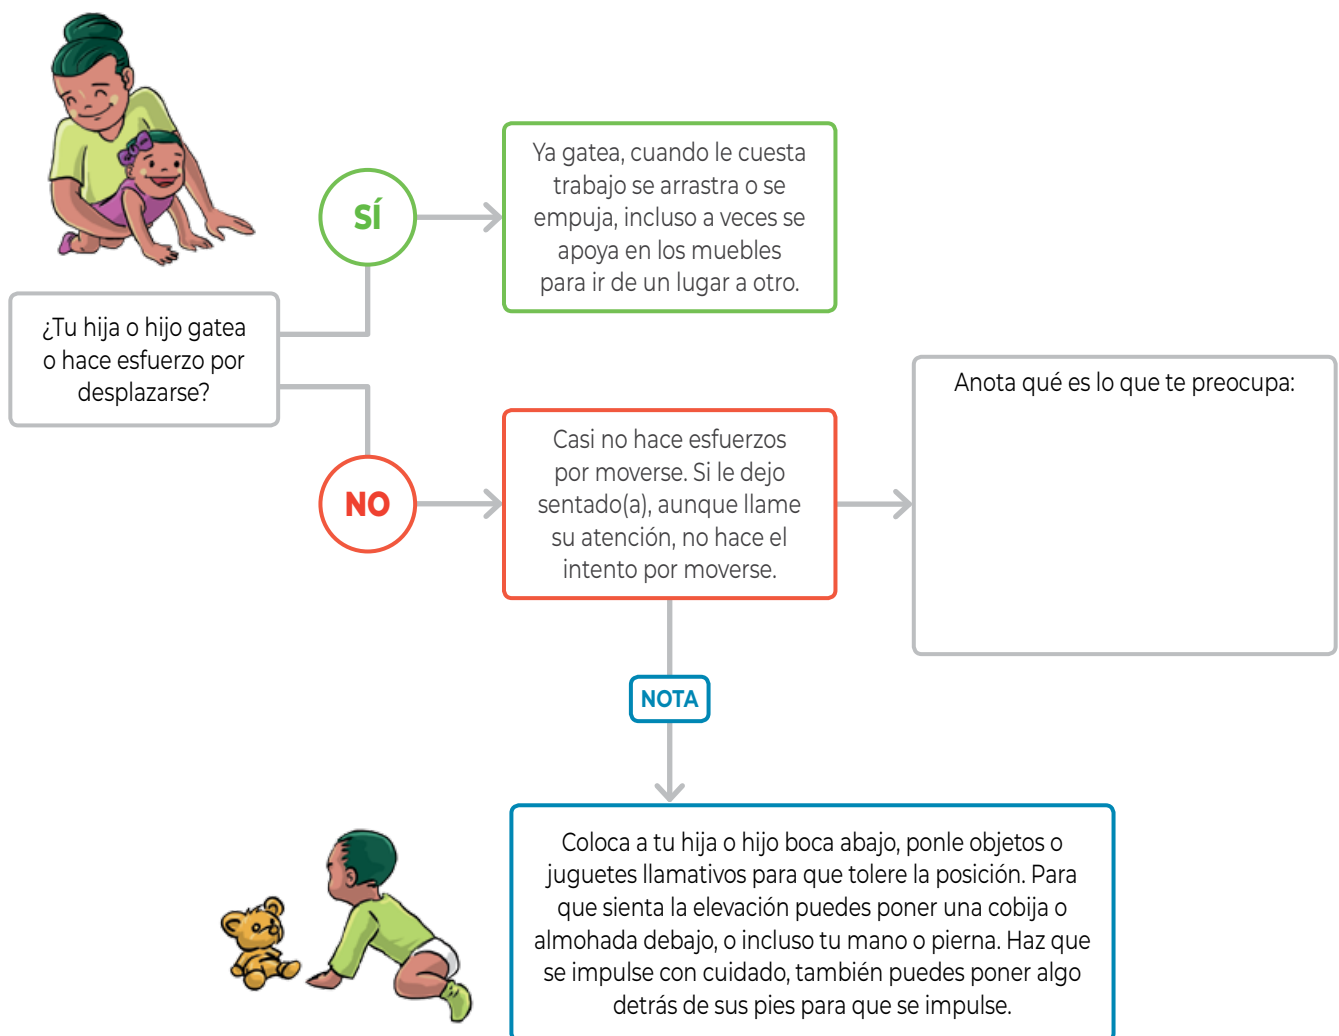 ¿Tu hija o hijo gatea
o hace esfuerzo por
desplazarse?
SÍ
Ya gatea, cuando le cuesta
trabajo se arrastra o se
empuja, incluso a veces se
apoya en los muebles
para ir de un lugar a otro.
NO
Casi no hace esfuerzos
por moverse. Si le dejo
sentado(a), aunque llame
su atención, no hace el
intento por moverse.
Anota qué es lo que te preocupa:
NOTA
Coloca a tu hija o hijo boca abajo, ponle objetos o
juguetes llamativos para que tolere la posición. Para
que sienta la elevación puedes poner una cobija o
almohada debajo, o incluso tu mano o pierna. Haz que
se impulse con cuidado, también puedes poner algo
detrás de sus pies para que se impulse.